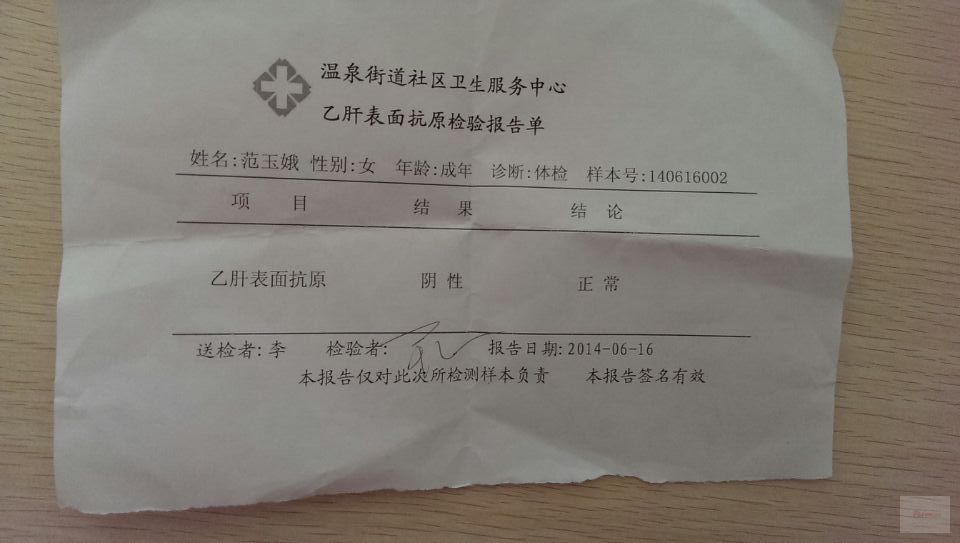 温泉街道社区卫生服务中心
乙肝表面抗原检验报告单
姓名:范玉娥 性别:女 年龄:成年 诊断:体检 样本号:140616002
项 目 结 果 结 论
乙肝表面抗原 阴性 正常
送检者:李 检验者: 报告日期:2014-06-16
本报告仅对此次所检测样本负责 本报告签名有效